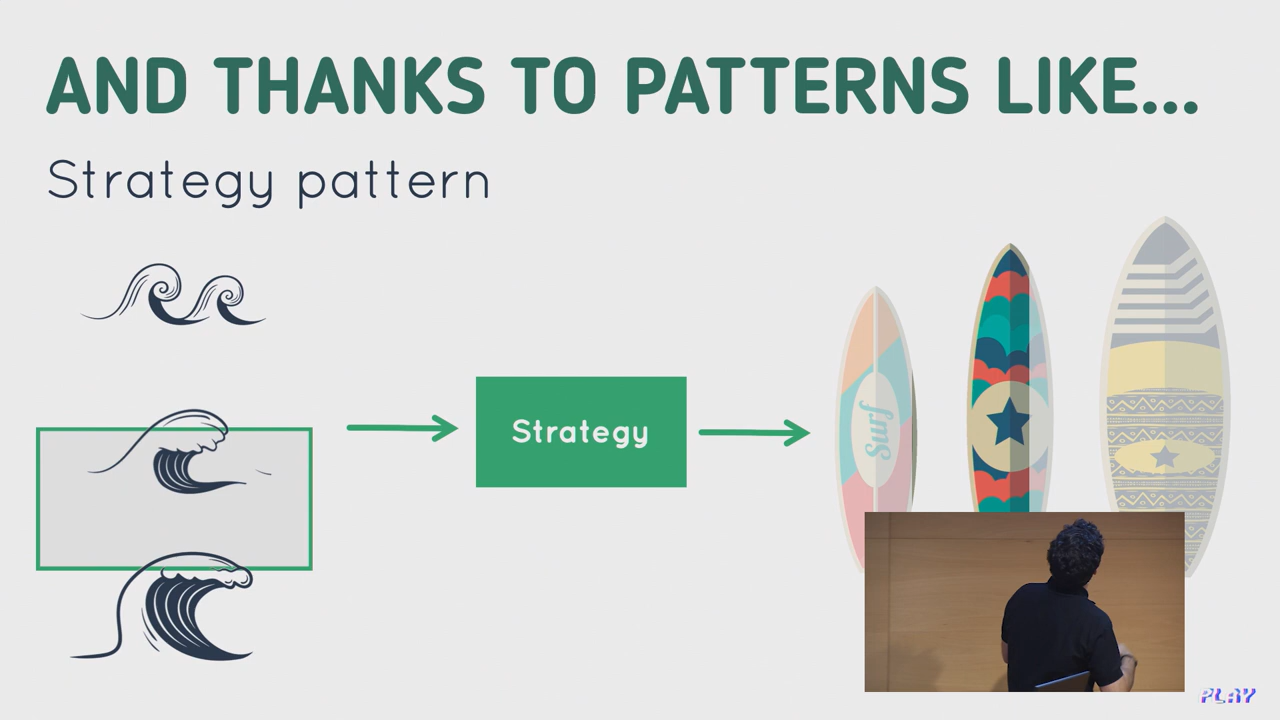 AND THANKS TO PATTERNS LIKE...
Strategy pattern
Strategy
Surf
PLAY